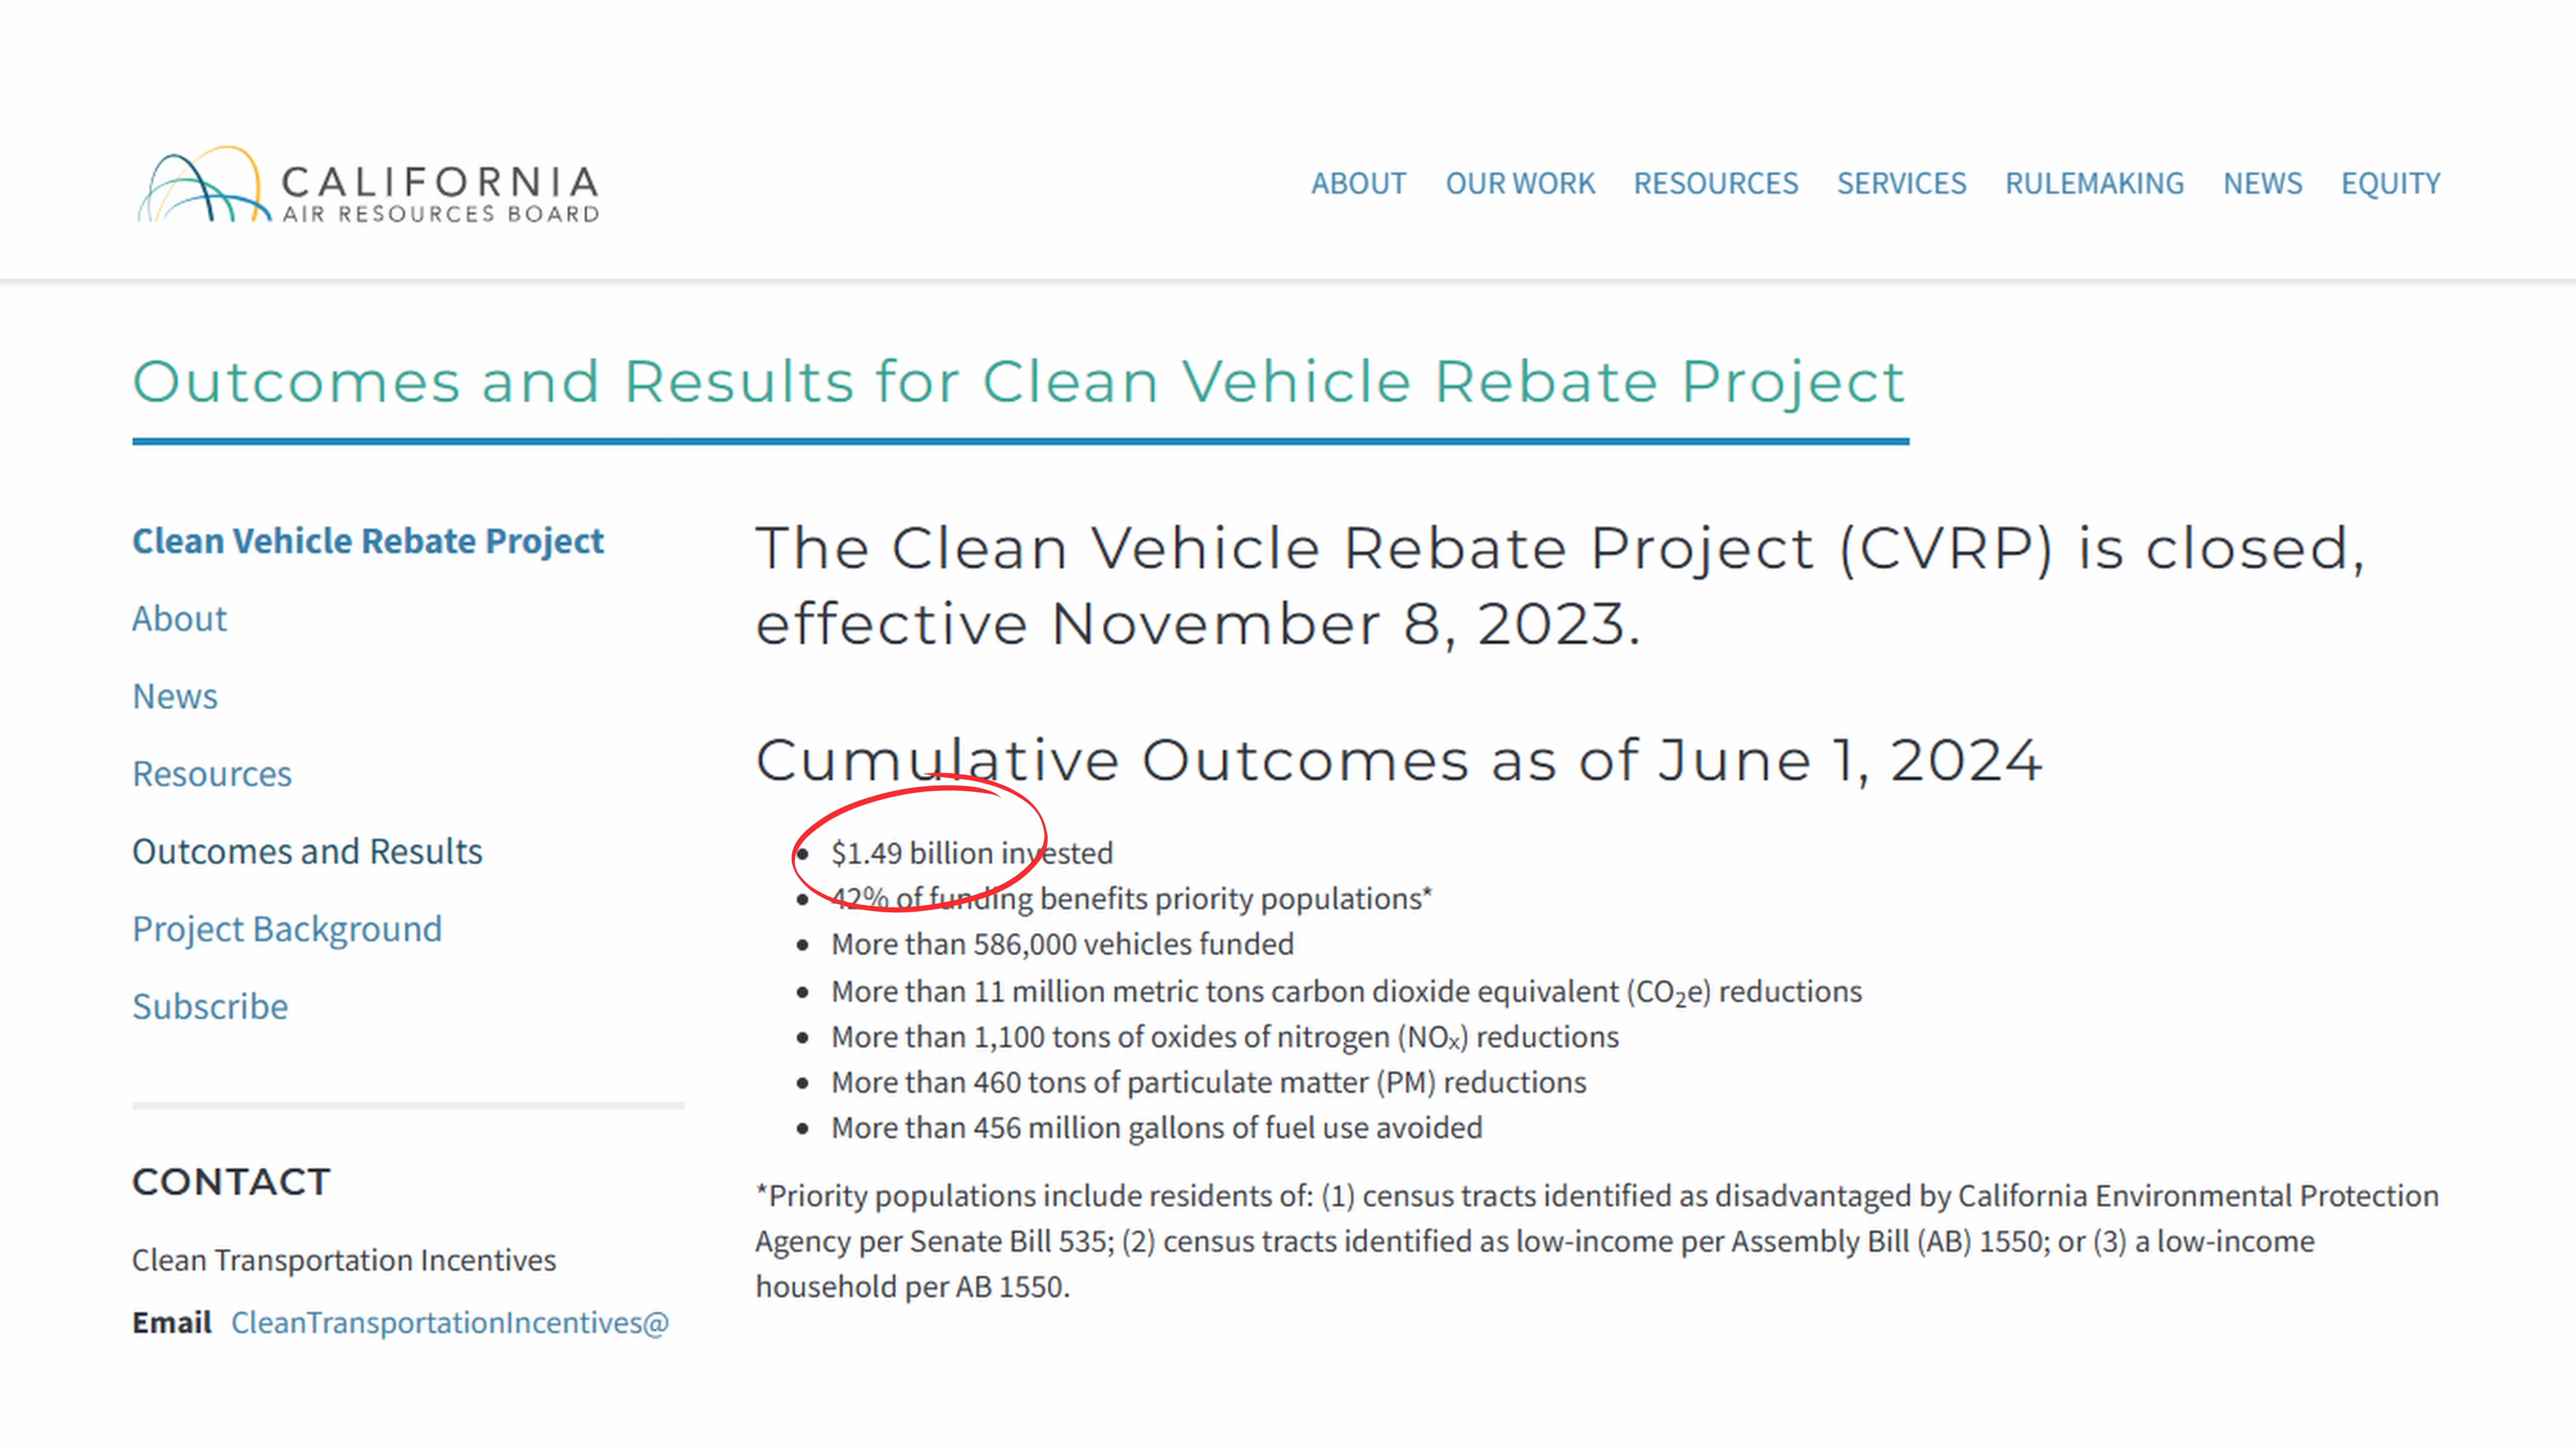 CALIFORNIA
AIR RESOURCES BOARD
ABOUT OUR WORK RESOURCES SERVICES RULEMAKING NEWS EQUITY
Outcomes and Results for Clean Vehicle Rebate Project
Clean Vehicle Rebate Project
About
News
Resources
Outcomes and Results
Project Background
Subscribe
CONTACT
Clean Transportation Incentives
Email CleanTransportationIncentives@
The Clean Vehicle Rebate Project (CVRP) is closed,
effective November 8, 2023.
Cumulative Outcomes as of June 1, 2024
• $1.49 billion invested
• 42% of funding benefits priority populations*
• More than 586,000 vehicles funded
• More than 11 million metric tons carbon dioxide equivalent (CO₂e) reductions
• More than 1,100 tons of oxides of nitrogen (NOₓ) reductions
• More than 460 tons of particulate matter (PM) reductions
• More than 456 million gallons of fuel use avoided
*Priority populations include residents of: (1) census tracts identified as disadvantaged by California Environmental Protection
Agency per Senate Bill 535; (2) census tracts identified as low-income per Assembly Bill (AB) 1550; or (3) a low-income
household per AB 1550.